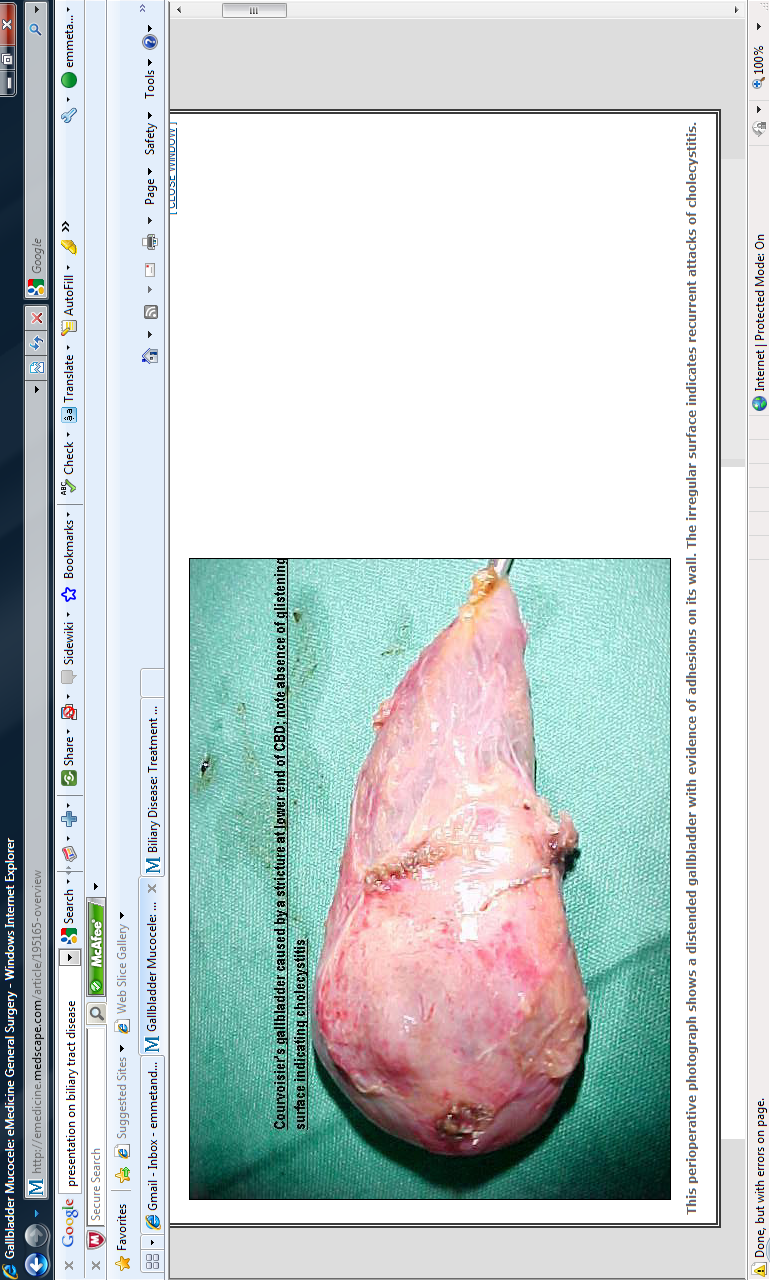 Gallbladder Mucocele: eMedicine General Surgery - Windows Internet Explorer
http://emedicine.medscape.com/article/195165-overview
Google
Google
presentation on biliary tract disease
Search
Share
Sidewiki
Bookmarks
Check
Translate
AutoFill
emmeta...
Secure Search
McAfee
Favorites
Suggested Sites
Web Slice Gallery
Gmail - Inbox - emmetand...
Gallbladder Mucocele: ...
Biliary Disease: Treatment ...
Page
Safety
Tools
[ CLOSE WINDOW ]
Courvoisier's gallbladder caused by a stricture at lower end of CBD; note absence of glistening
surface indicating cholecystitis
This perioperative photograph shows a distended gallbladder with evidence of adhesions on its wall. The irregular surface indicates recurrent attacks of cholecystitis.
Done, but with errors on page.
Internet | Protected Mode: On
100%